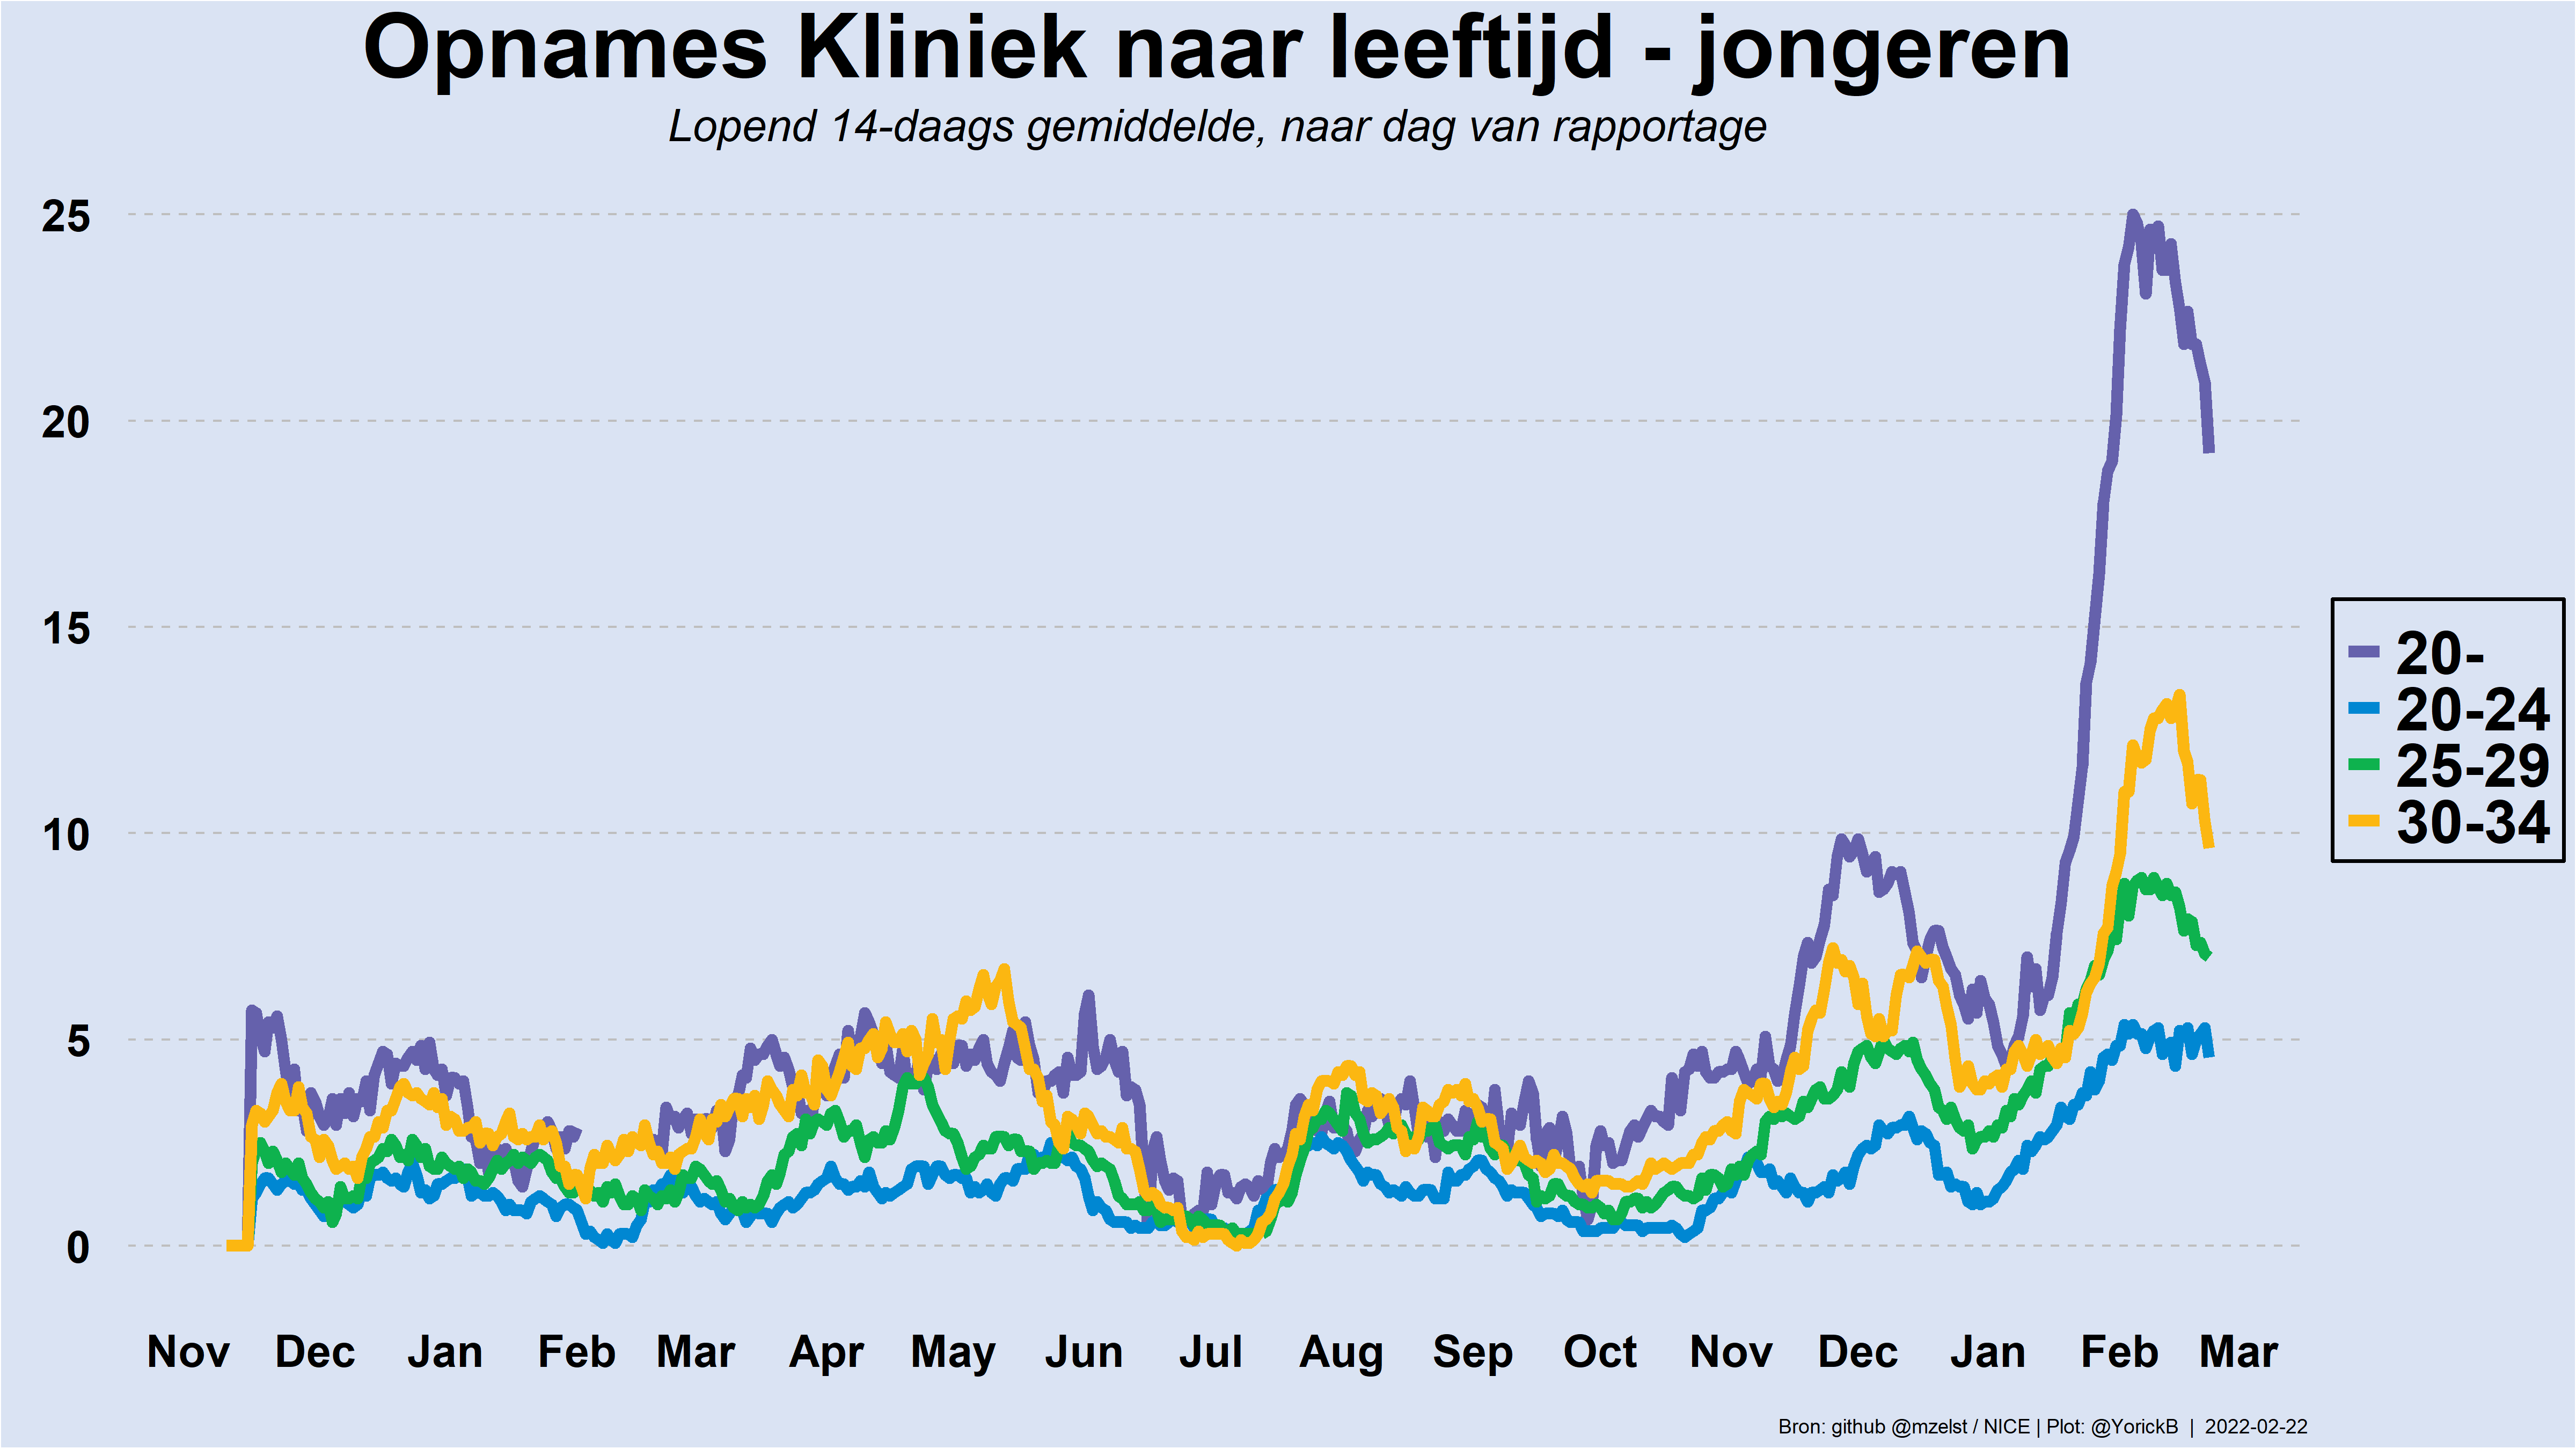 Opnames Kliniek naar leeftijd - jongeren
Lopend 14-daags gemiddelde, naar dag van rapportage
25
20
15
10
5
0
20-
20-24
25-29
30-34
Nov Dec Jan Feb Mar Apr May Jun Jul Aug Sep Oct Nov Dec Jan Feb Mar
Bron: github @mzelst / NICE | Plot: @YorickB | 2022-02-22